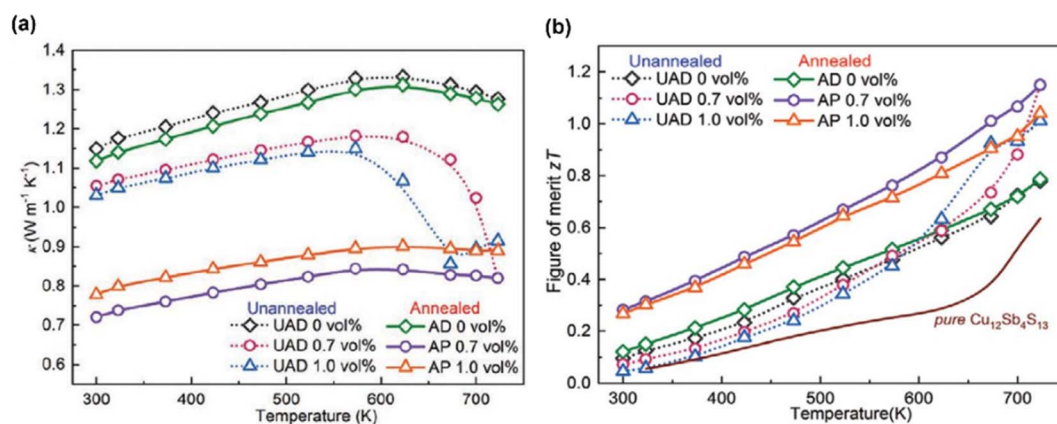 (a)
1.4
1.3
1.2
1.1
1.0
0.9
0.8
0.7
0.6
κ (W m⁻¹ K⁻¹)
Unannealed Annealed
UAD 0 vol% AD 0 vol%
UAD 0.7 vol% AP 0.7 vol%
UAD 1.0 vol% AP 1.0 vol%
300 400 500 600 700
Temperature (K)
(b)
1.2
1.0
0.8
0.6
0.4
0.2
0.0
Figure of merit zT
Unannealed Annealed
UAD 0 vol% AD 0 vol%
UAD 0.7 vol% AP 0.7 vol%
UAD 1.0 vol% AP 1.0 vol%
pure Cu₁₂Sb₄S₁₃
300 400 500 600 700
Temperature(K)